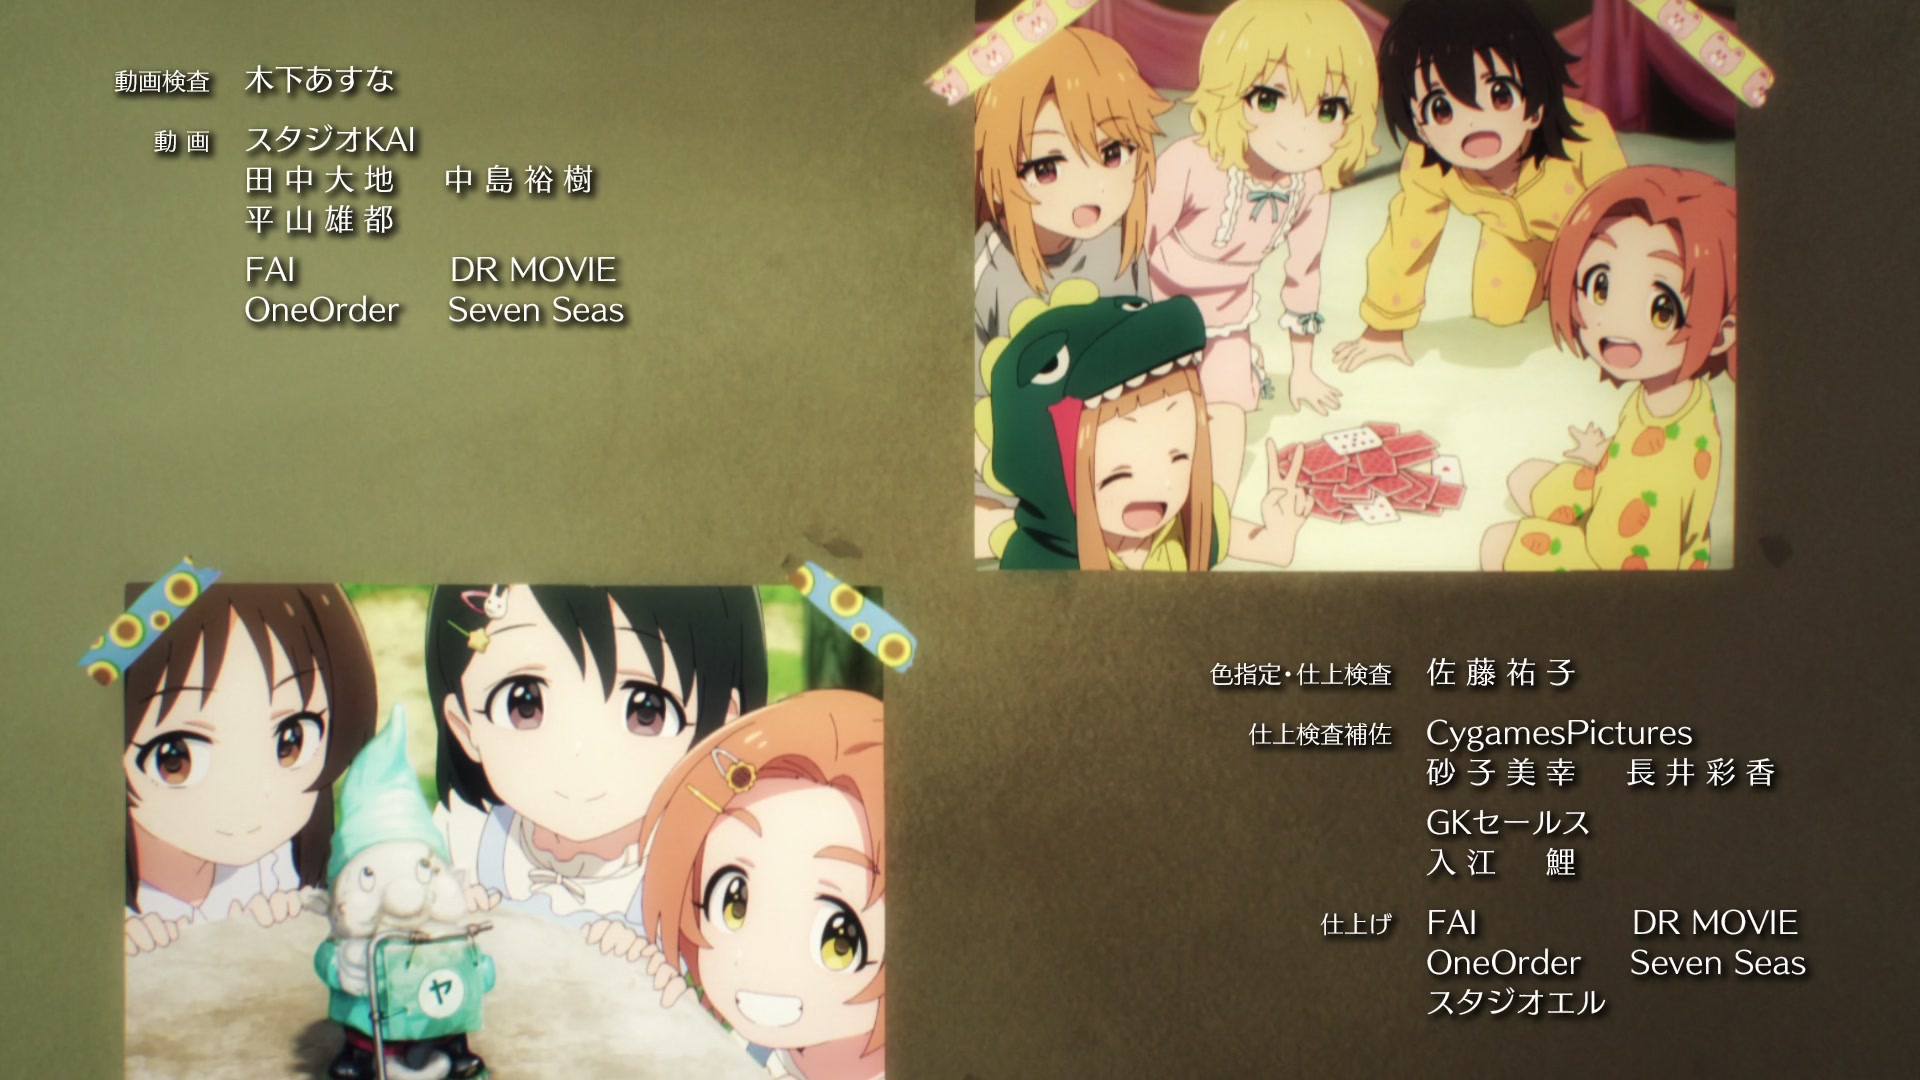 動画検査 木下あすな
動画 スタジオKAI
田中大地 中島裕樹
平山雄都
FAI DR MOVIE
OneOrder Seven Seas
ヤ
色指定・仕上検査 佐藤祐子
仕上検査補佐 CygamesPictures
砂子美幸 長井彩香
GKセールス
入江 鯉
仕上げ FAI DR MOVIE
OneOrder Seven Seas
スタジオエル